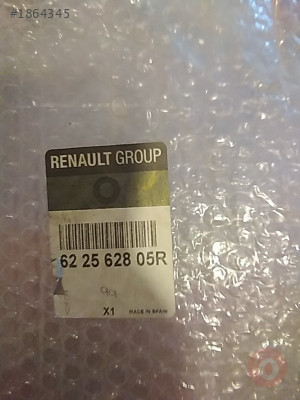 #1864345
RENAULT GROUP
62 25 628 05R
X1 MADE IN SPAIN